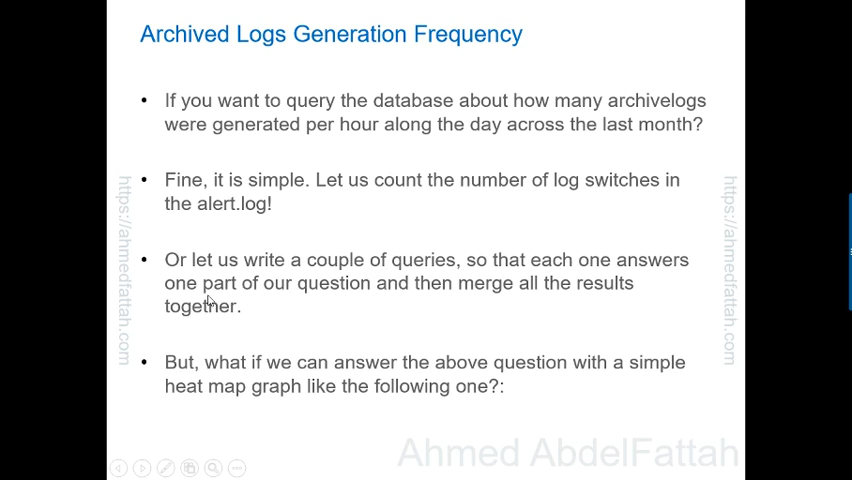 Archived Logs Generation Frequency
• If you want to query the database about how many archivelogs
were generated per hour along the day across the last month?
• Fine, it is simple. Let us count the number of log switches in
the alert.log!
• Or let us write a couple of queries, so that each one answers
one part of our question and then merge all the results
together.
• But, what if we can answer the above question with a simple
heat map graph like the following one?:
https://ahmedfattah.com
https://ahmedfattah.com
Ahmed AbdelFattah